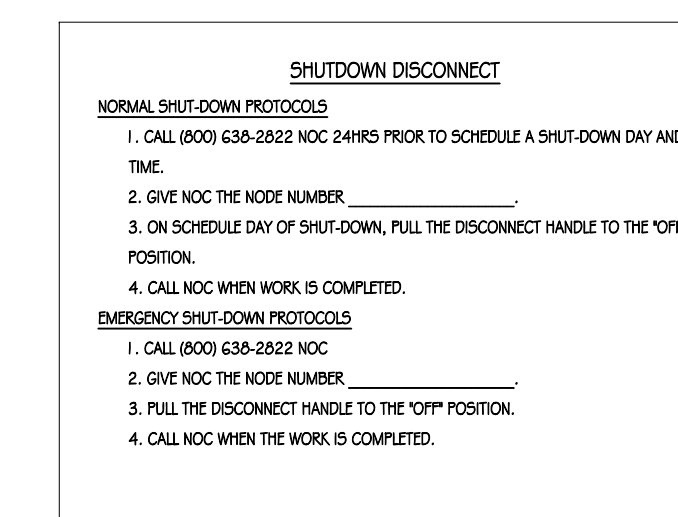 SHUTDOWN DISCONNECT
NORMAL SHUT-DOWN PROTOCOLS
1. CALL (800) 638-2822 NOC 24HRS PRIOR TO SCHEDULE A SHUT-DOWN DAY AND
TIME.
2. GIVE NOC THE NODE NUMBER ____________________.
3. ON SCHEDULE DAY OF SHUT-DOWN, PULL THE DISCONNECT HANDLE TO THE "OFF
POSITION.
4. CALL NOC WHEN WORK IS COMPLETED.
EMERGENCY SHUT-DOWN PROTOCOLS
1. CALL (800) 638-2822 NOC
2. GIVE NOC THE NODE NUMBER ____________________.
3. PULL THE DISCONNECT HANDLE TO THE "OFF" POSITION.
4. CALL NOC WHEN THE WORK IS COMPLETED.